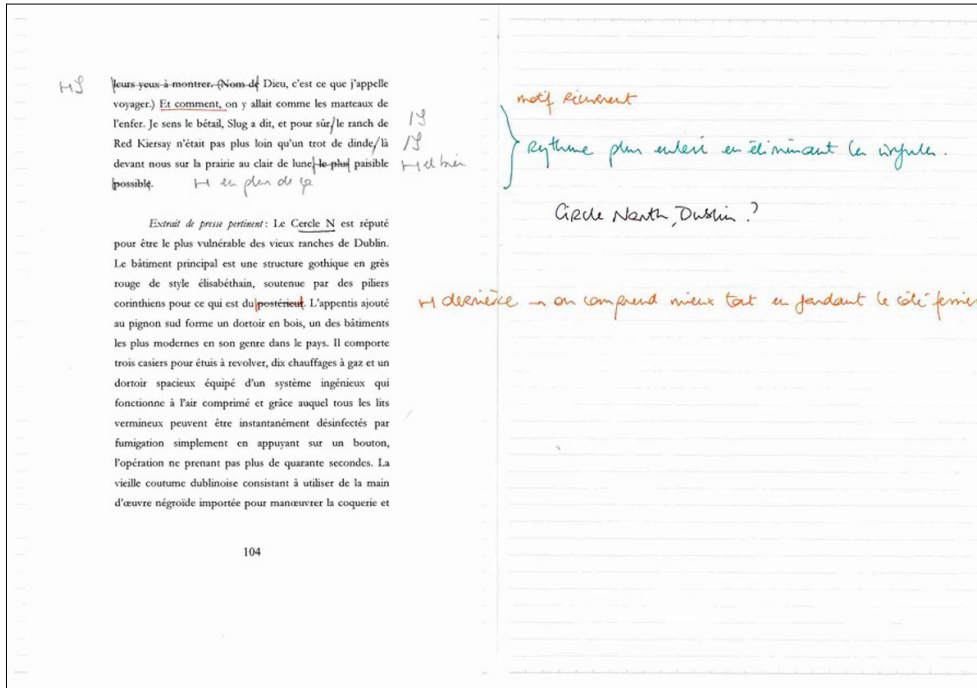 leurs yeux à montrer. (Nom de Dieu, c'est ce que j'appelle
voyager.) Et comment, on y allait comme les marteaux de
l'enfer. Je sens le bétail, Slug a dit, et pour sûr, le ranch de
Red Kiersay n'était pas plus loin qu'un trot de dinde, là
devant nous sur la prairie au clair de lune, le plus paisible
et bien
possible.
en plus de ça
motif récurrent
Rythme plus enlevé en éliminant les virgules.
Circle North, Dublin ?
Extrait de presse pertinent : Le Cercle N est réputé
pour être le plus vulnérable des vieux ranches de Dublin.
Le bâtiment principal est une structure gothique en grès
rouge de style élisabéthain, soutenue par des piliers
corinthiens pour ce qui est du postérieur. L'appentis ajouté
dernière → on comprend mieux tout en gardant le côté
au pignon sud forme un dortoir en bois, un des bâtiments
les plus modernes en son genre dans le pays. Il comporte
trois casiers pour étuis à revolver, dix chauffages à gaz et un
dortoir spacieux équipé d'un système ingénieux qui
fonctionne à l'air comprimé et grâce auquel tous les lits
vermineux peuvent être instantanément désinfectés par
fumigation simplement en appuyant sur un bouton,
l'opération ne prenant pas plus de quarante secondes. La
vieille coutume dublinoise consistant à utiliser de la main
d'œuvre négroïde importée pour manœuvrer la coquerie et
104